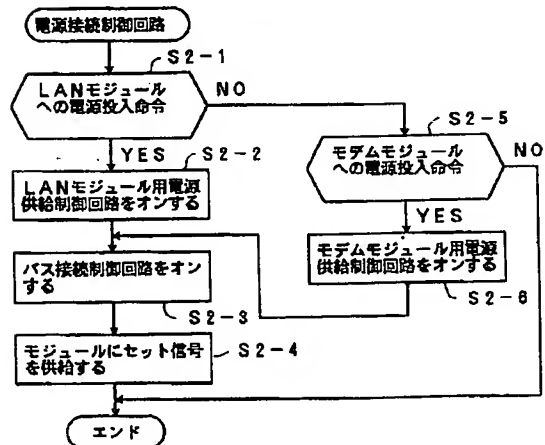 電源接続制御回路
S2-1
LANモジュール
への電源投入命令
NO
YES
S2-2
LANモジュール用電源
供給制御回路をオンする
バス接続制御回路をオン
する
S2-3
モジュールにセット信号
を供給する
S2-4
エンド
S2-5
モデムモジュール
への電源投入命令
NO
YES
モデムモジュール用電源
供給制御回路をオンする
S2-6